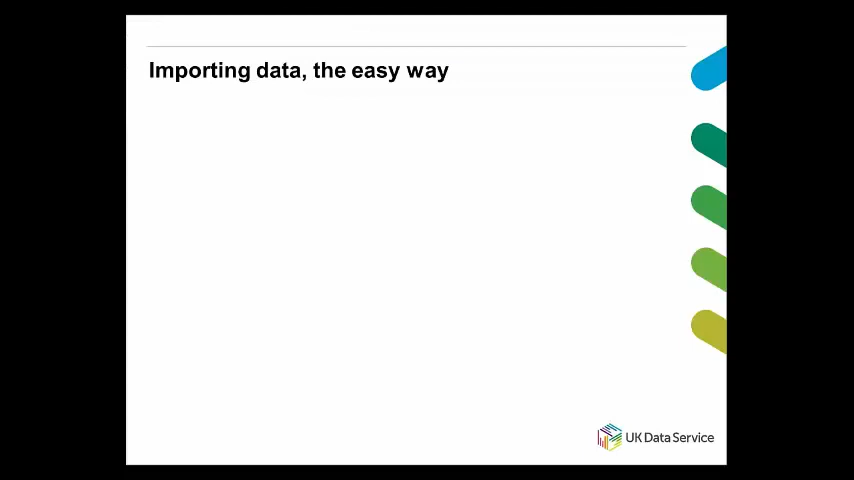 Importing data, the easy way
UK Data Service